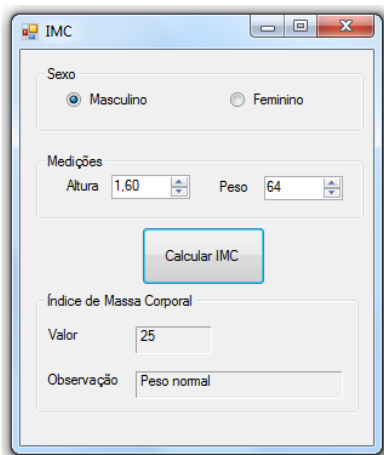 IMC
Sexo
Masculino Feminino
Medições
Altura 1,60 Peso 64
Calcular IMC
Índice de Massa Corporal
Valor 25
Observação Peso normal